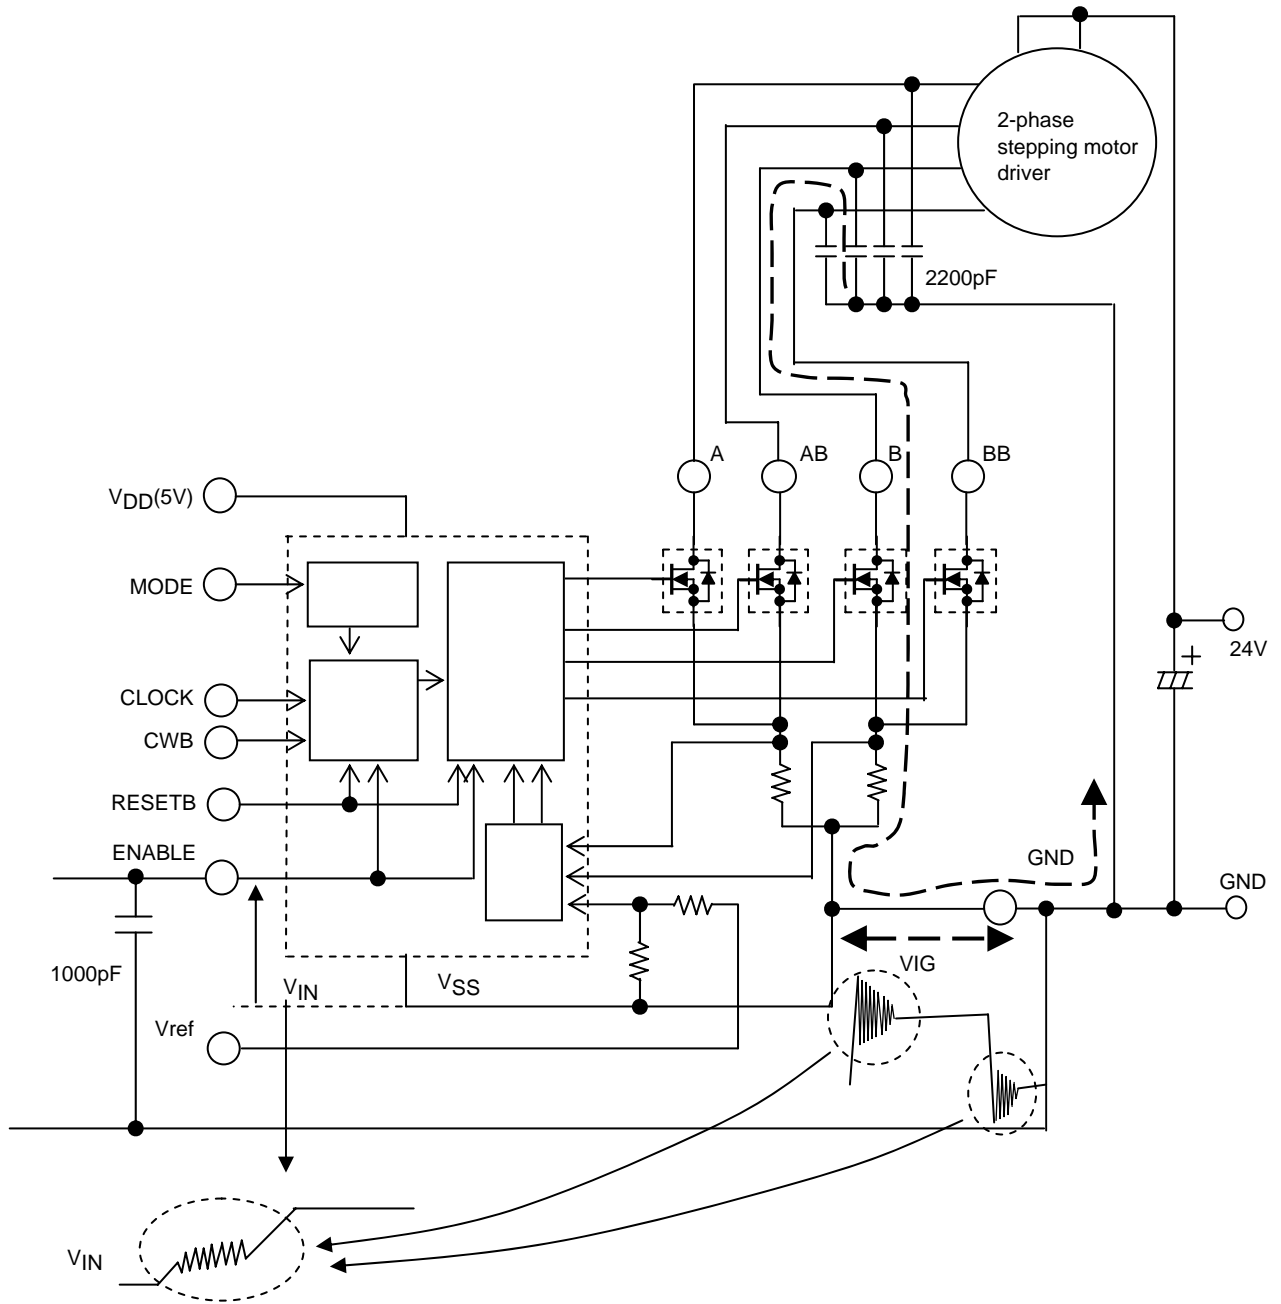 2-phase
stepping motor
driver
2200pF
A
AB
B
BB
VDD(5V)
MODE
24V
+
CLOCK
CWB
RESETB
ENABLE
GND
GND
1000pF
VIN
VSS
VIG
Vref
VIN